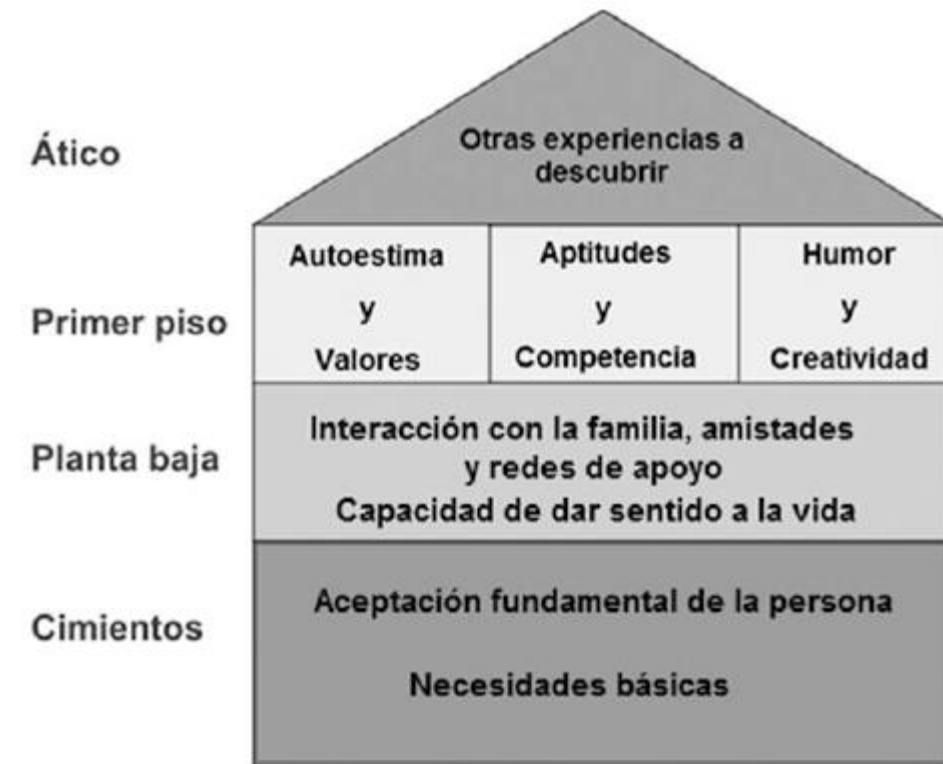 Ático
Otras experiencias a
descubrir
Primer piso
Autoestima
y
Valores
Aptitudes
y
Competencia
Humor
y
Creatividad
Planta baja
Interacción con la familia, amistades
y redes de apoyo
Capacidad de dar sentido a la vida
Cimientos
Aceptación fundamental de la persona
Necesidades básicas